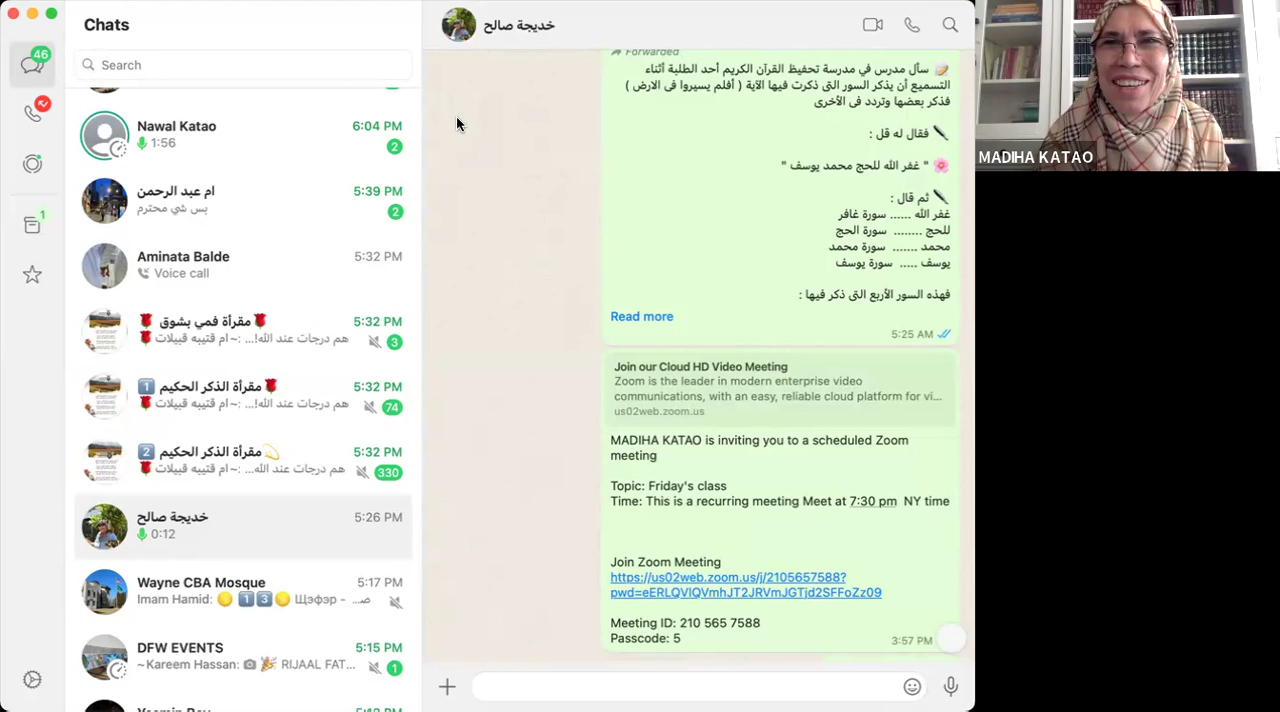 Chats
46
Search
Nawal Katao
6:04 PM
1:56
2
ام عبد الرحمن
5:39 PM
بس شي محترم
2
Aminata Balde
5:32 PM
Voice call
1
مقرأة فمي بشوق
5:32 PM
هم درجات عند الله!... :~ام قتيبه قبيلات
3
1 مقرأة الذكر الحكيم
5:32 PM
هم درجات عند الله!... :~ام قتيبه قبيلات
74
2 مقرأة الذكر الحكيم
5:32 PM
هم درجات عند الله... :~ام قتيبه قبيلات
330
خديجة صالح
5:26 PM
0:12
Wayne CBA Mosque
5:17 PM
Imam Hamid: 1 3 Щэфэр - ...ص
DFW EVENTS
5:15 PM
~Kareem Hassan: RIJAAL FAT...
1
خديجة صالح
Forwarded
سأل مدرس في مدرسة تحفيظ القرآن الكريم أحد الطلبة أثناء
التسميع أن يذكر السور التى ذكرت فيها الآية ( أفلم يسيروا فى الارض )
فذكر بعضها وتردد فى الأخرى
فقال له قل :
" غفر الله للحج محمد يوسف "
ثم قال :
غفر الله ...... سورة غافر
للحج ........ سورة الحج
محمد ....... سورة محمد
يوسف ..... سورة يوسف
فهذه السور الأربع التى ذكر فيها :
Read more
5:25 AM
Join our Cloud HD Video Meeting
Zoom is the leader in modern enterprise video
communications, with an easy, reliable cloud platform for vi...
us02web.zoom.us
MADIHA KATAO is inviting you to a scheduled Zoom
meeting
Topic: Friday's class
Time: This is a recurring meeting Meet at 7:30 pm NY time
Join Zoom Meeting
https://us02web.zoom.us/j/2105657588?
pwd=eERLQVlQVmhJT2JRVmJGTjd2SFFoZz09
Meeting ID: 210 565 7588
Passcode: 5
3:57 PM
MADIHA KATAO